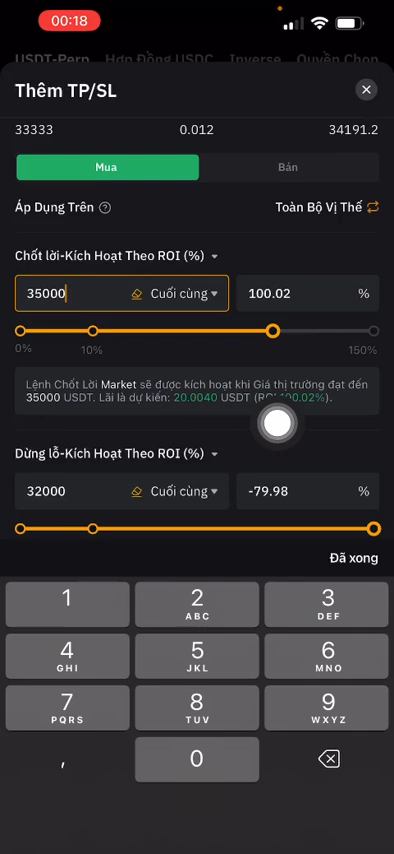 00:18
USDT-Perp Hợp Đồng USDC Inverse Quyền Chọn
Thêm TP/SL
33333 0.012 34191.2
Mua Bán
Áp Dụng Trên Toàn Bộ Vị Thế
Chốt lời-Kích Hoạt Theo ROI (%)
35000 Cuối cùng 100.02 %
0% 10% 150%
Lệnh Chốt Lời Market sẽ được kích hoạt khi Giá thị trường đạt đến
35000 USDT. Lãi là dự kiến: 20.0040 USDT (ROI 100.02%).
Dừng lỗ-Kích Hoạt Theo ROI (%)
32000 Cuối cùng -79.98 %
Đã xong
1 2 3
ABC DEF
4 5 6
GHI JKL MNO
7 8 9
PQRS TUV WXYZ
, 0